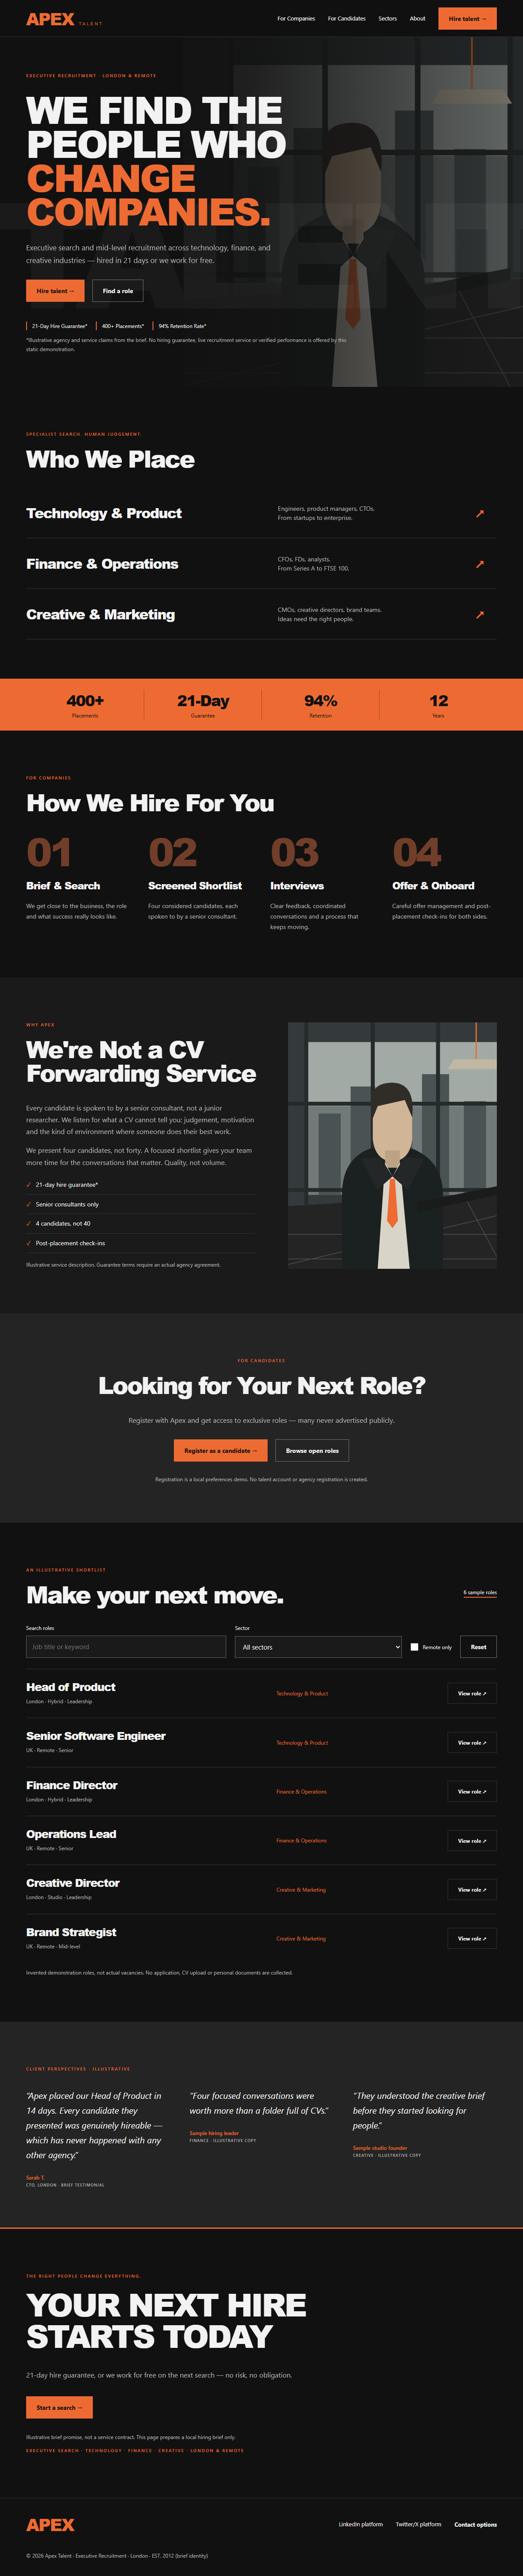 APEX TALENT
For Companies
For Candidates
Sectors
About
Hire talent →
EXECUTIVE RECRUITMENT · LONDON & REMOTE
WE FIND THE
PEOPLE WHO
CHANGE
COMPANIES.
Executive search and mid-level recruitment across technology, finance, and
creative industries — hired in 21 days or we work for free.
Hire talent →
Find a role
21-Day Hire Guarantee*
400+ Placements*
94% Retention Rate*
*Illustrative agency and service claims from the brief. No hiring guarantee, live recruitment service or verified performance is offered by this
static demonstration.
SPECIALIST SEARCH. HUMAN JUDGEMENT.
Who We Place
Technology & Product
Engineers, product managers, CTOs.
From startups to enterprise.
↗
Finance & Operations
CFOs, FDs, analysts.
From Series A to FTSE 100.
↗
Creative & Marketing
CMOs, creative directors, brand teams.
Ideas need the right people.
↗
400+
Placements
21-Day
Guarantee
94%
Retention
12
Years
FOR COMPANIES
How We Hire For You
01
Brief & Search
We get close to the business, the role
and what success really looks like.
02
Screened Shortlist
Four considered candidates, each
spoken to by a senior consultant.
03
Interviews
Clear feedback, coordinated
conversations and a process that
keeps moving.
04
Offer & Onboard
Careful offer management and post-
placement check-ins for both sides.
WHY APEX
We're Not a CV
Forwarding Service
Every candidate is spoken to by a senior consultant, not a junior
researcher. We listen for what a CV cannot tell you: judgement, motivation
and the kind of environment where someone does their best work.
We present four candidates, not forty. A focused shortlist gives your team
more time for the conversations that matter. Quality, not volume.
✓ 21-day hire guarantee*
✓ Senior consultants only
✓ 4 candidates, not 40
✓ Post-placement check-ins
Illustrative service description. Guarantee terms require an actual agency agreement.
FOR CANDIDATES
Looking for Your Next Role?
Register with Apex and get access to exclusive roles — many never advertised publicly.
Register as a candidate →
Browse open roles
Registration is a local preferences demo. No talent account or agency registration is created.
AN ILLUSTRATIVE SHORTLIST
Make your next move.
6 sample roles
Search roles
Job title or keyword
Sector
All sectors
Remote only
Reset
Head of Product
London · Hybrid · Leadership
Technology & Product
View role ↗
Senior Software Engineer
UK · Remote · Senior
Technology & Product
View role ↗
Finance Director
London · Hybrid · Leadership
Finance & Operations
View role ↗
Operations Lead
UK · Remote · Senior
Finance & Operations
View role ↗
Creative Director
London · Studio · Leadership
Creative & Marketing
View role ↗
Brand Strategist
UK · Remote · Mid-level
Creative & Marketing
View role ↗
Invented demonstration roles, not actual vacancies. No application, CV upload or personal documents are collected.
CLIENT PERSPECTIVES · ILLUSTRATIVE
"Apex placed our Head of Product in
14 days. Every candidate they
presented was genuinely hireable —
which has never happened with any
other agency."
Sarah T.
CTO, LONDON · BRIEF TESTIMONIAL
"Four focused conversations were
worth more than a folder full of CVs."
Sample hiring leader
FINANCE · ILLUSTRATIVE COPY
"They understood the creative brief
before they started looking for
people."
Sample studio founder
CREATIVE · ILLUSTRATIVE COPY
THE RIGHT PEOPLE CHANGE EVERYTHING.
YOUR NEXT HIRE
STARTS TODAY
21-day hire guarantee, or we work for free on the next search — no risk, no obligation.
Start a search →
Illustrative brief promise, not a service contract. This page prepares a local hiring brief only.
EXECUTIVE SEARCH · TECHNOLOGY · FINANCE · CREATIVE · LONDON & REMOTE
APEX
LinkedIn platform
Twitter/X platform
Contact options
© 2026 Apex Talent · Executive Recruitment · London · EST. 2012 (brief identity)